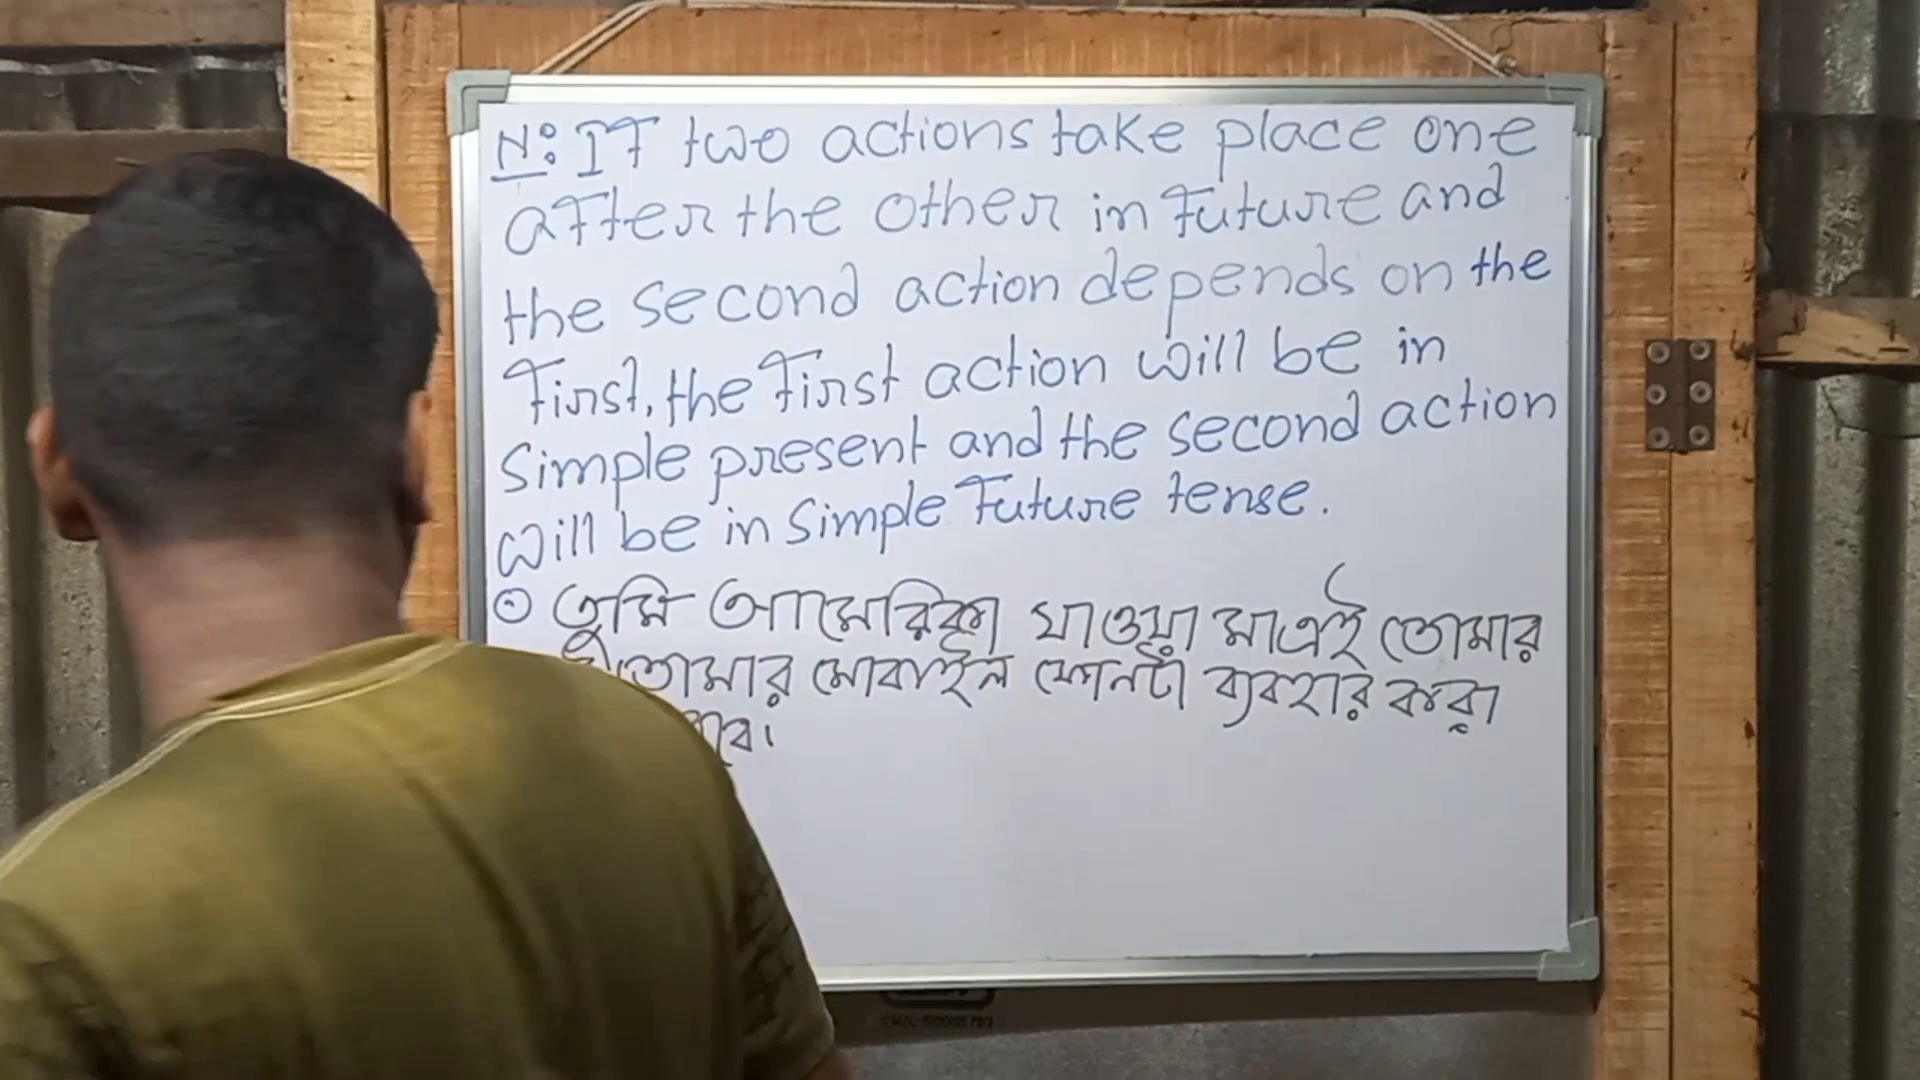 N: If two actions take place one
after the other in future and
the second action depends on the
first, the first action will be in
simple present and the second action
will be in simple future tense.
তুমি আমেরিকা যাওয়া মাত্রই তোমার
তোমার মোবাইল ফোনটা ব্যবহার করা